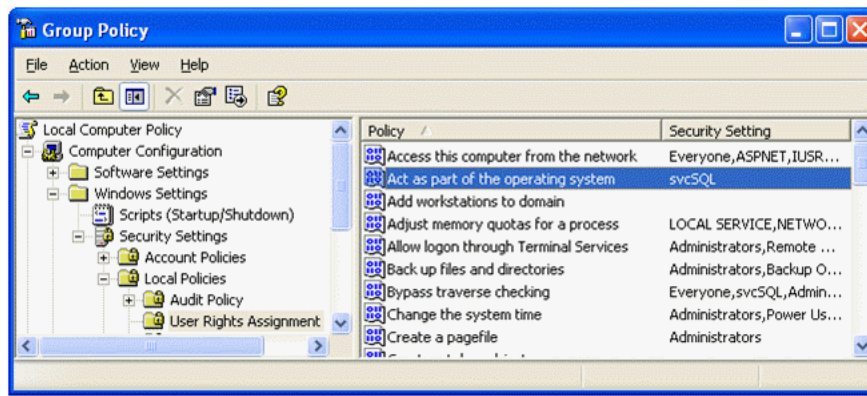 Group Policy
File Action View Help
Local Computer Policy
Computer Configuration
Software Settings
Windows Settings
Scripts (Startup/Shutdown)
Security Settings
Account Policies
Local Policies
Audit Policy
User Rights Assignment
Policy Security Setting
Access this computer from the network Everyone,ASPNET,IUSR...
Act as part of the operating system svcSQL
Add workstations to domain
Adjust memory quotas for a process LOCAL SERVICE,NETWO...
Allow logon through Terminal Services Administrators,Remote ...
Back up files and directories Administrators,Backup O...
Bypass traverse checking Everyone,svcSQL,Admin...
Change the system time Administrators,Power Us...
Create a pagefile Administrators